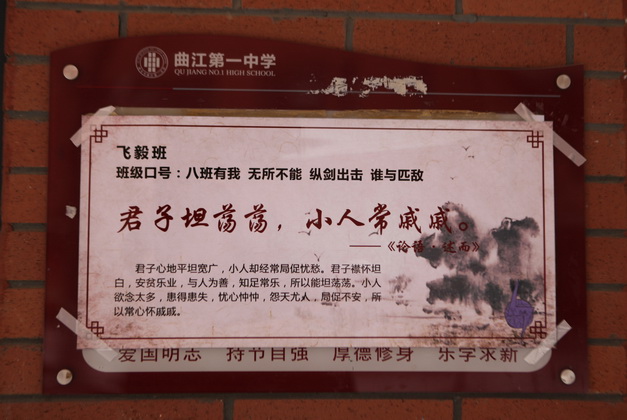 曲江第一中学
QU JIANG NO.1 HIGH SCHOOL
飞毅班
班级口号：八班有我 无所不能 纵剑出击 谁与匹敌
君子坦荡荡，小人常戚戚。
——《论语·述而》
君子心地平坦宽广，小人却经常局促忧愁。君子襟怀坦
白，安贫乐业，与人为善，知足常乐，所以能坦荡荡。小人
欲念太多，患得患失，忧心忡忡，怨天尤人，局促不安，所
以常心怀戚戚。
爱国明志 持节自强 厚德修身 乐学求新